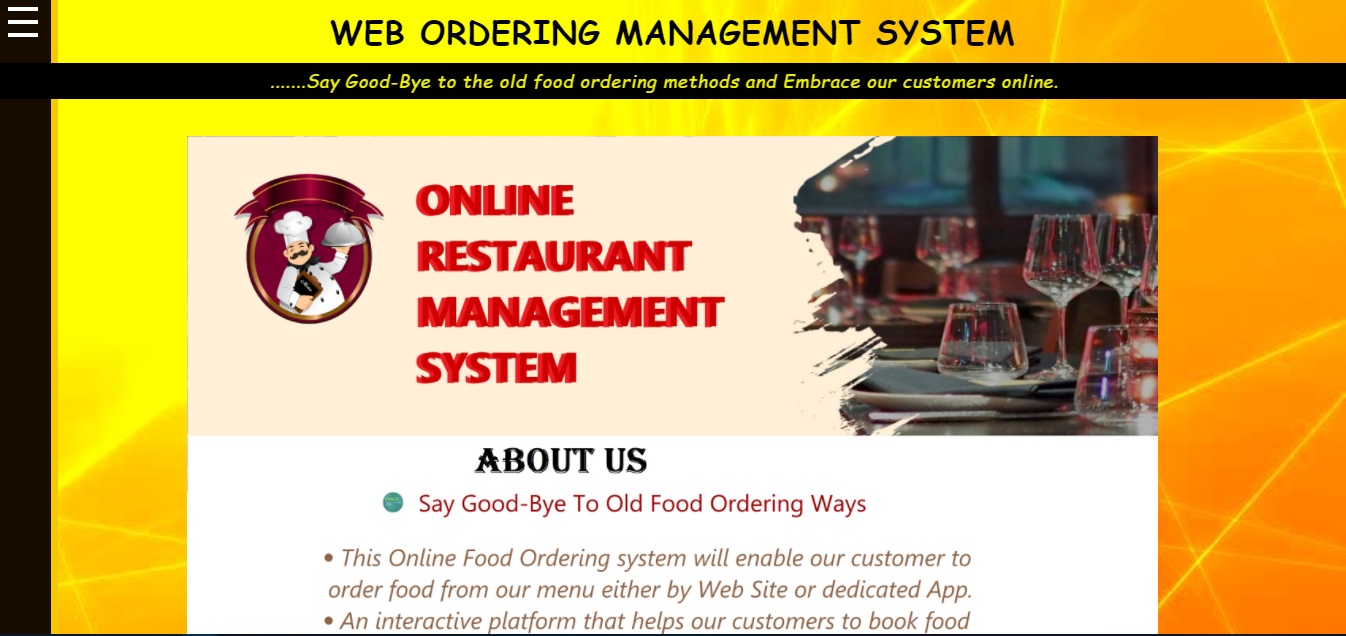 WEB ORDERING MANAGEMENT SYSTEM
.......Say Good-Bye to the old food ordering methods and Embrace our customers online.
ONLINE
RESTAURANT
MANAGEMENT
SYSTEM
ABOUT US
Say Good-Bye To Old Food Ordering Ways
• This Online Food Ordering system will enable our customer to
order food from our menu either by Web Site or dedicated App.
• An interactive platform that helps our customers to book food